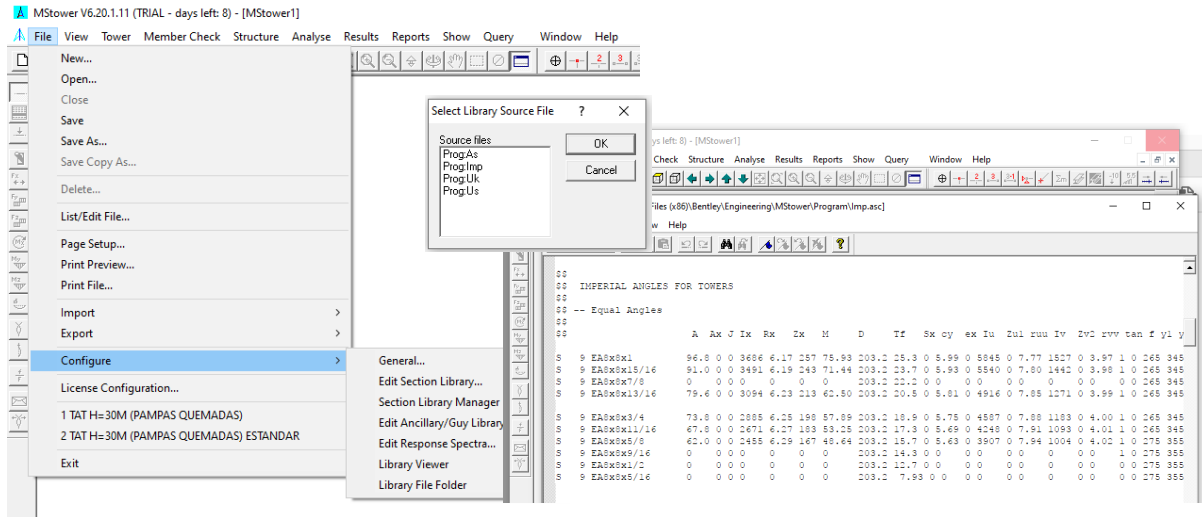 MStower V6.20.1.11 (TRIAL - days left: 8) - [MStower1]
File View Tower Member Check Structure Analyse Results Reports Show Query Window Help
New...
Open...
Close
Save
Save As...
Save Copy As...
Delete...
List/Edit File...
Page Setup...
Print Preview...
Print File...
Import
Export
Configure
License Configuration...
1 TAT H=30M (PAMPAS QUEMADAS)
2 TAT H=30M (PAMPAS QUEMADAS) ESTANDAR
Exit
General...
Edit Section Library...
Section Library Manager
Edit Ancillary/Guy Library
Edit Response Spectra...
Library Viewer
Library File Folder
Select Library Source File ? X
Source files
Prog:As
Prog:Imp
Prog:Uk
Prog:Us
OK
Cancel
ys left: 8) - [MStower1]
Check Structure Analyse Results Reports Show Query Window Help
Files (x86)\Bentley\Engineering\MStower\Program\Imp.asc]
w Help
$$
$$ IMPERIAL ANGLES FOR TOWERS
$$
$$ -- Equal Angles
$$
$$ A Ax J Ix Rx Zx M D Tf Sx cy ex Iu Zu1 ruu Iv Zv2 rvv tan f y1 y
S 9 EA8x8x1 96.8 0 0 3686 6.17 257 75.93 203.2 25.3 0 5.99 0 5845 0 7.77 1527 0 3.97 1 0 265 345
S 9 EA8x8x15/16 91.0 0 0 3491 6.19 243 71.44 203.2 23.7 0 5.93 0 5540 0 7.80 1442 0 3.98 1 0 265 345
S 9 EA8x8x7/8 0 0 0 0 0 0 0 203.2 22.2 0 0 0 0 0 0 0 0 0 0 0 265 345
S 9 EA8x8x13/16 79.6 0 0 3094 6.23 213 62.50 203.2 20.5 0 5.81 0 4916 0 7.85 1271 0 3.99 1 0 265 345
S 9 EA8x8x3/4 73.8 0 0 2885 6.25 198 57.89 203.2 18.9 0 5.75 0 4587 0 7.88 1183 0 4.00 1 0 265 345
S 9 EA8x8x11/16 67.8 0 0 2671 6.27 183 53.25 203.2 17.3 0 5.69 0 4248 0 7.91 1093 0 4.01 1 0 265 345
S 9 EA8x8x5/8 62.0 0 0 2455 6.29 167 48.64 203.2 15.7 0 5.63 0 3907 0 7.94 1004 0 4.02 1 0 275 355
S 9 EA8x8x9/16 0 0 0 0 0 0 0 203.2 14.3 0 0 0 0 0 0 0 0 0 1 0 275 355
S 9 EA8x8x1/2 0 0 0 0 0 0 0 203.2 12.7 0 0 0 0 0 0 0 0 0 0 0 275 355
S 9 EA8x8x5/16 0 0 0 0 0 0 0 203.2 7.93 0 0 0 0 0 0 0 0 0 0 0 275 355